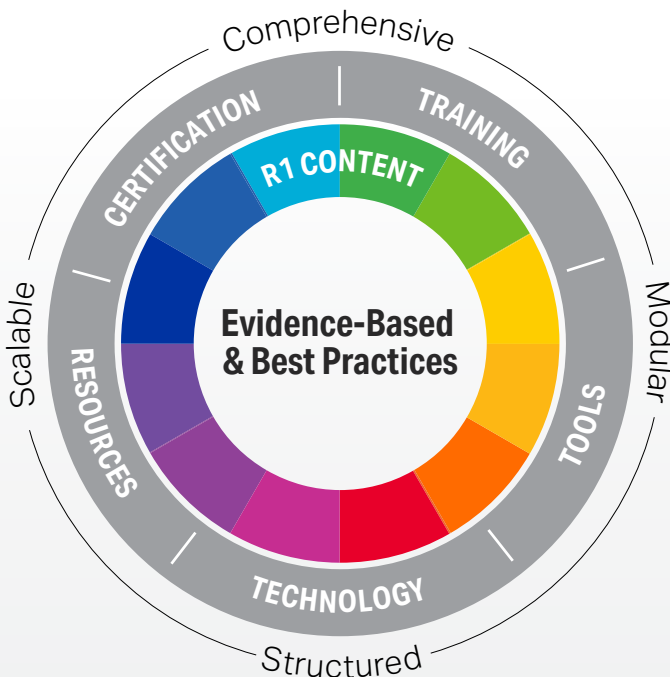 Comprehensive
Modular
Structured
Scalable
TRAINING
TOOLS
TECHNOLOGY
RESOURCES
CERTIFICATION
R1 CONTENT
Evidence-Based
& Best Practices